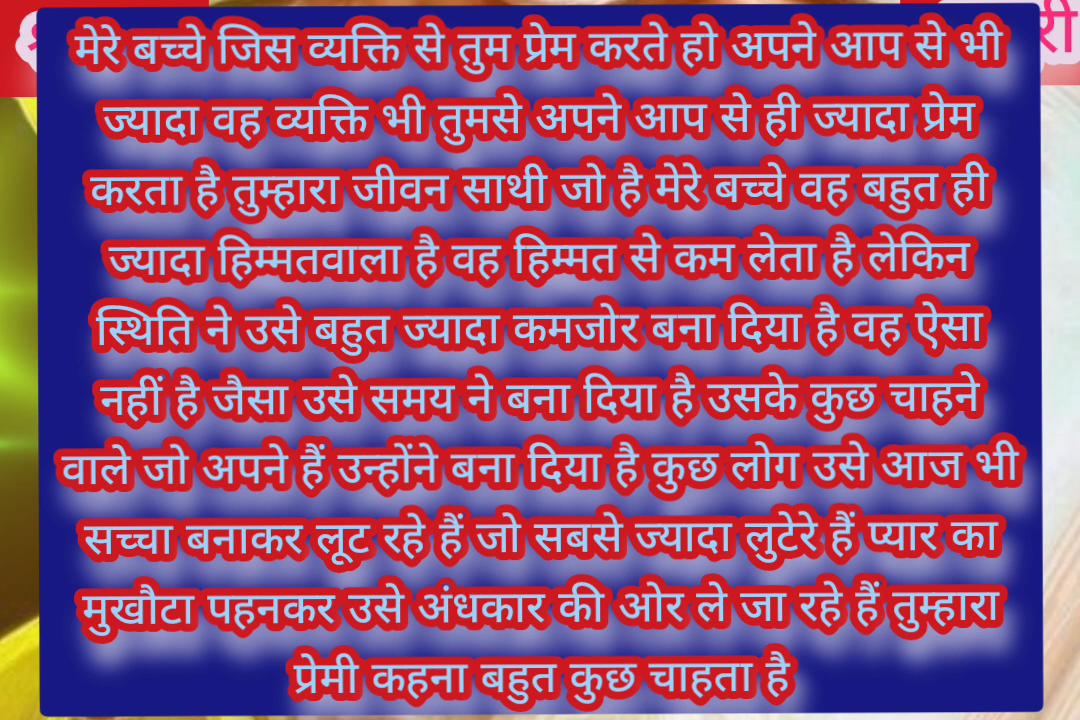 मेरे बच्चे जिस व्यक्ति से तुम प्रेम करते हो अपने आप से भी
ज्यादा वह व्यक्ति भी तुमसे अपने आप से ही ज्यादा प्रेम
करता है तुम्हारा जीवन साथी जो है मेरे बच्चे वह बहुत ही
ज्यादा हिम्मतवाला है वह हिम्मत से कम लेता है लेकिन
स्थिति ने उसे बहुत ज्यादा कमजोर बना दिया है वह ऐसा
नहीं है जैसा उसे समय ने बना दिया है उसके कुछ चाहने
वाले जो अपने हैं उन्होंने बना दिया है कुछ लोग उसे आज भी
सच्चा बनाकर लूट रहे हैं जो सबसे ज्यादा लुटेरे हैं प्यार का
मुखौटा पहनकर उसे अंधकार की ओर ले जा रहे हैं तुम्हारा
प्रेमी कहना बहुत कुछ चाहता है